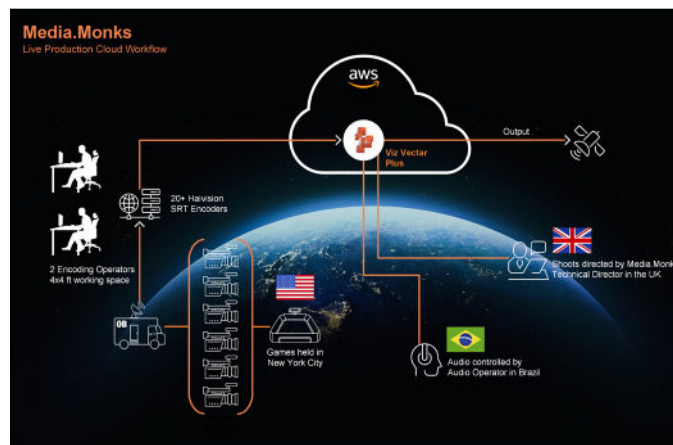 Media.Monks
Live Production Cloud Workflow
aws
Output
Viz Vectar
Plus
20+ Haivision
SRT Encoders
2 Encoding Operators
4x4 ft working space
Shoots directed by Media.Monk
Technical Director in the UK
OB
Games held in
New York City
Audio controlled by
Audio Operator in Brazil